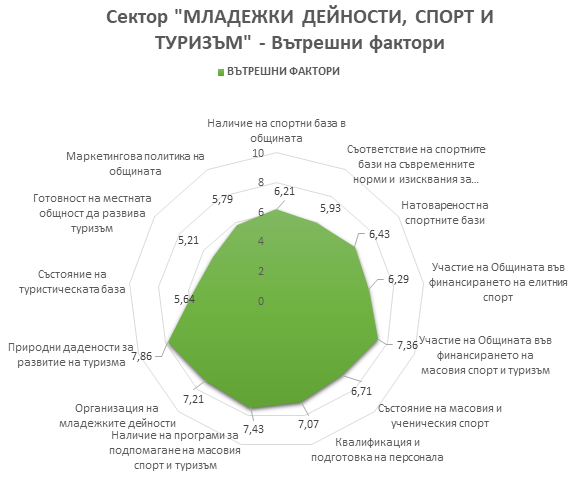 Сектор "МЛАДЕЖКИ ДЕЙНОСТИ, СПОРТ И
ТУРИЗЪМ" - Вътрешни фактори
ВЪТРЕШНИ ФАКТОРИ
Наличие на спортни база в
общината
Съответствие на спортните
бази на съвременните
норми и изисквания за...
Натовареност на
спортните бази
Участие на Общината във
финансирането на елитния
спорт
Участие на Общината във
финансирането на
масовия спорт и туризъм
Състояние на масовия и
ученическия спорт
Квалификация и
подготовка на персонала
Наличие на програми за
подпомагане на масовия
спорт и туризъм
Организация на
младежките дейности
Природни дадености за
развитие на туризма
Състояние на
туристическата база
Готовност на местната
общност да развива
туризъм
Маркетингова политика на
общината
10
8
6
4
2
0
6,21
5,93
6,43
6,29
7,36
6,71
7,07
7,43
7,21
7,86
5,64
5,21
5,79